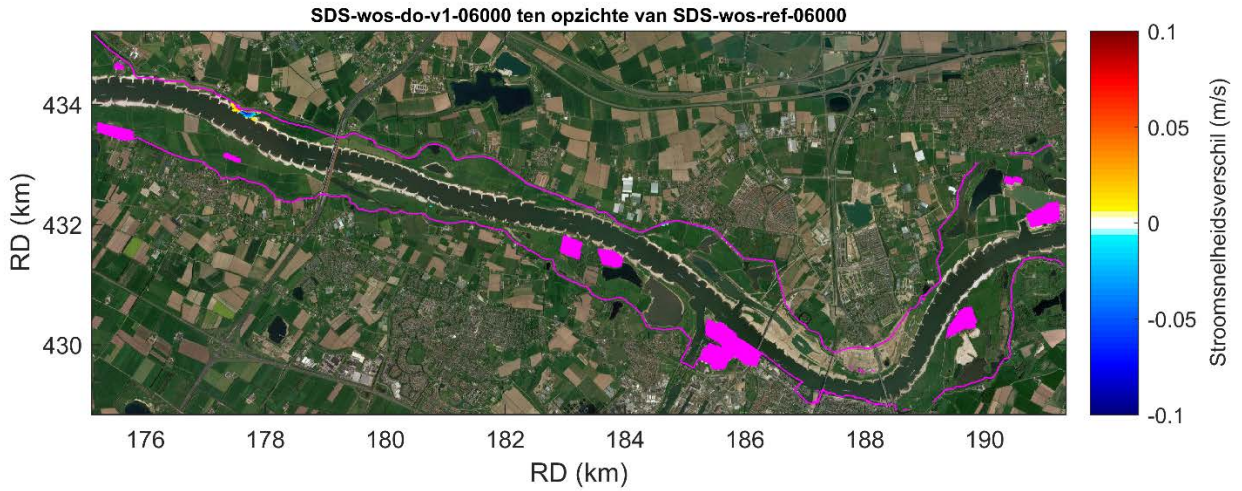 SDS-wos-do-v1-06000 ten opzichte van SDS-wos-ref-06000
434
432
430
RD (km)
176 178 180 182 184 186 188 190
RD (km)
0.1
0.05
0
-0.05
-0.1
Stroomsnelheidsverschil (m/s)